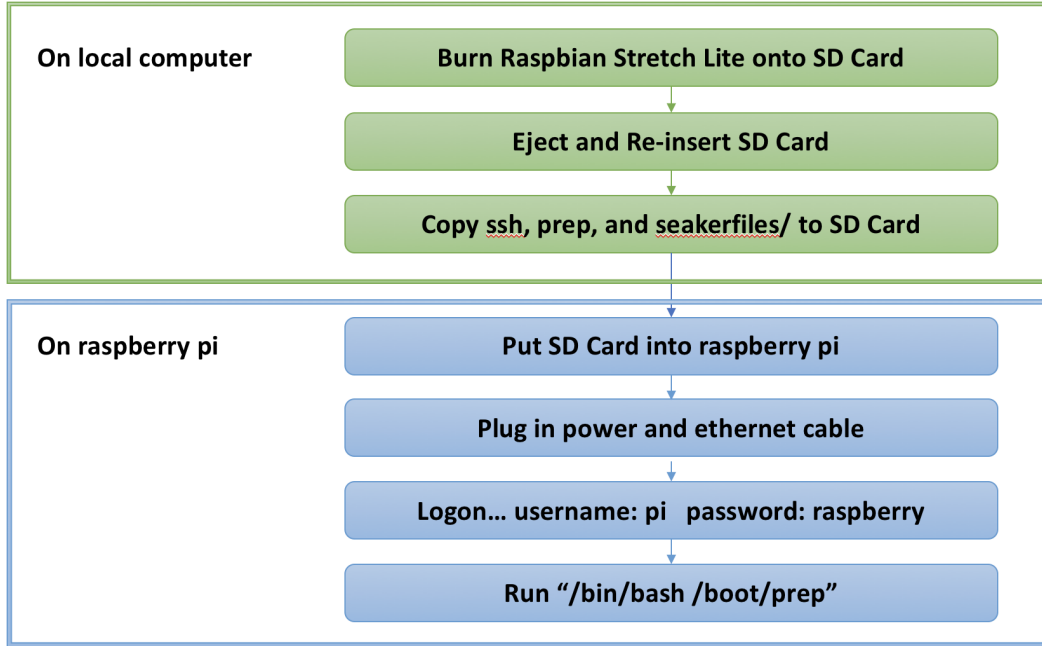 On local computer
Burn Raspbian Stretch Lite onto SD Card
Eject and Re-insert SD Card
Copy ssh, prep, and seakerfiles/ to SD Card
On raspberry pi
Put SD Card into raspberry pi
Plug in power and ethernet cable
Logon… username: pi   password: raspberry
Run “/bin/bash /boot/prep”